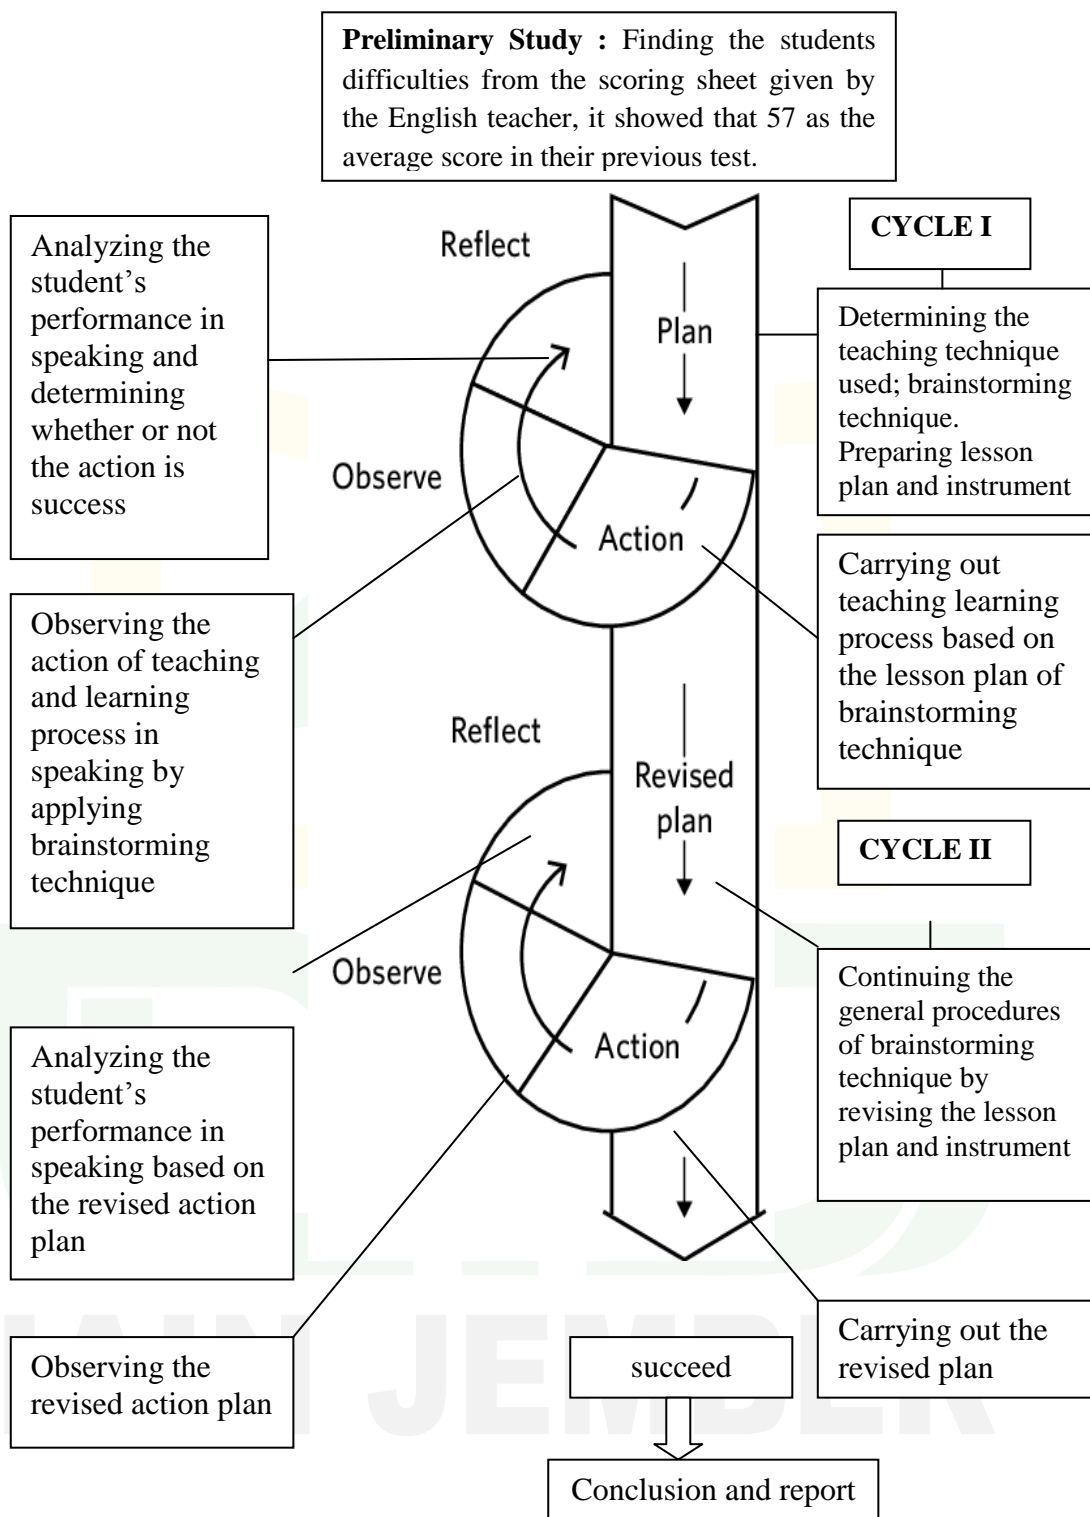 Preliminary Study : Finding the students
difficulties from the scoring sheet given by
the English teacher, it showed that 57 as the
average score in their previous test.
CYCLE I
Reflect
Analyzing the
student’s
performance in
speaking and
determining
whether or not
the action is
success
Plan
Determining the
teaching technique
used; brainstorming
technique.
Preparing lesson
plan and instrument
Observe
Action
Carrying out
teaching learning
process based on
the lesson plan of
brainstorming
technique
Observing the
action of teaching
and learning
process in
speaking by
applying
brainstorming
technique
Reflect
Revised
plan
CYCLE II
Observe
Action
Continuing the
general procedures
of brainstorming
technique by
revising the lesson
plan and instrument
Analyzing the
student’s
performance in
speaking based on
the revised action
plan
Carrying out the
revised plan
Observing the
revised action plan
succeed
Conclusion and report
IAIN JEMBER